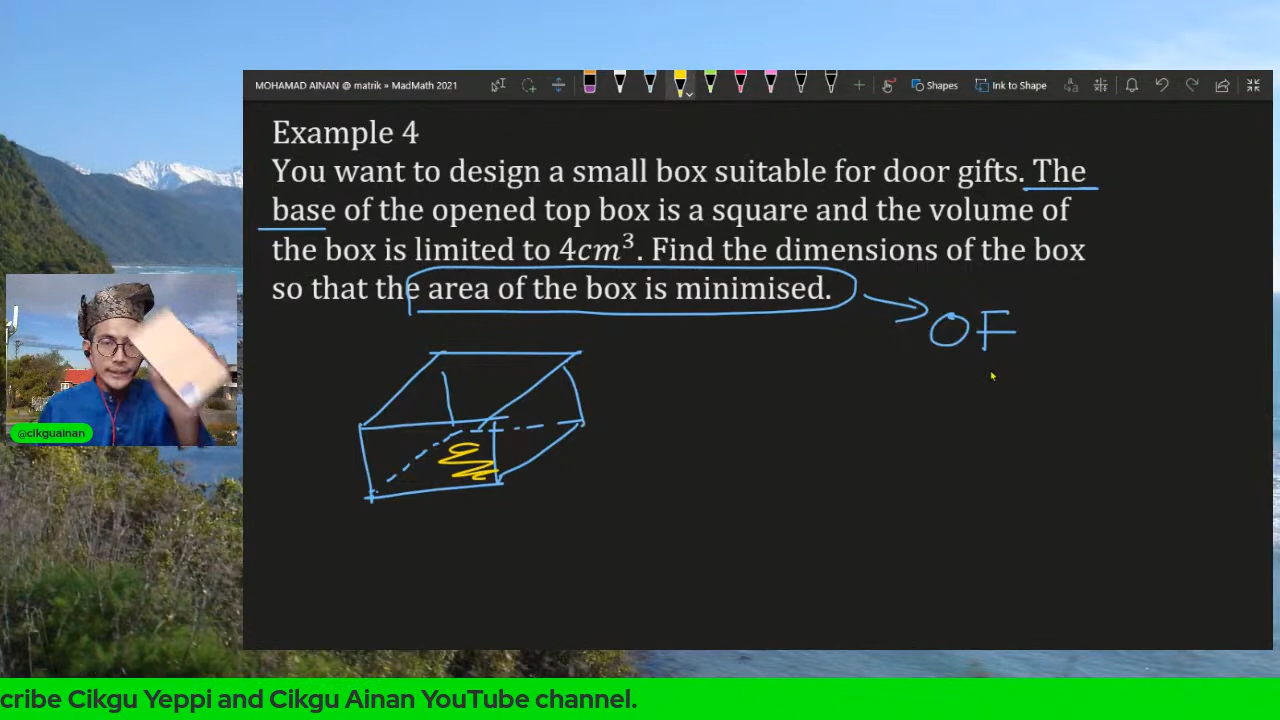 MOHAMAD AINAN @ matrik » MadMath 2021
Shapes
Ink to Shape
Example 4
You want to design a small box suitable for door gifts. The
base of the opened top box is a square and the volume of
the box is limited to 4cm³. Find the dimensions of the box
so that the area of the box is minimised.
OF
@cikguainan
cribe Cikgu Yeppi and Cikgu Ainan YouTube channel.